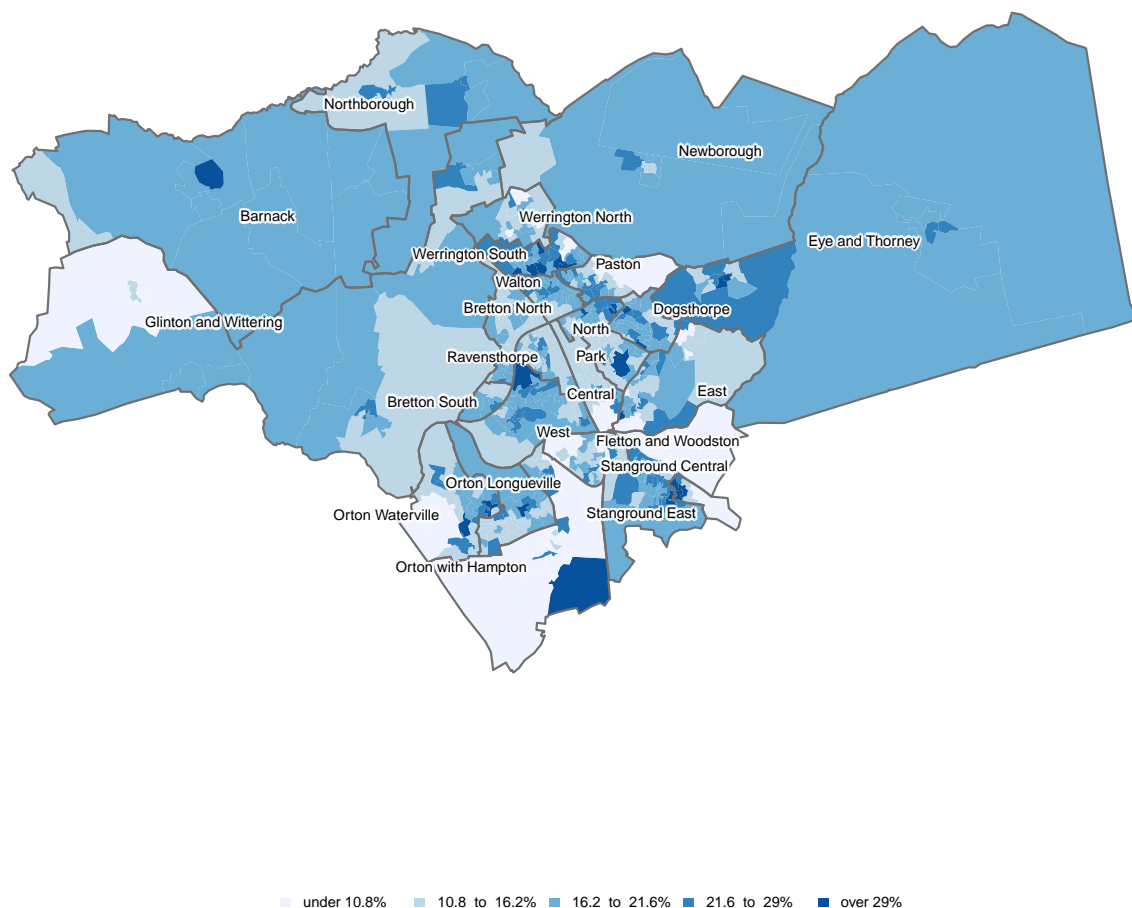 Northborough
Newborough
Barnack
Werrington North
Eye and Thorney
Werrington South
Paston
Walton
Bretton North
Dogsthorpe
Glinton and Wittering
North
Ravensthorpe
Park
Central
East
Bretton South
West
Fletton and Woodston
Stanground Central
Orton Longueville
Orton Waterville
Stanground East
Orton with Hampton
under 10.8% 10.8 to 16.2% 16.2 to 21.6% 21.6 to 29% over 29%